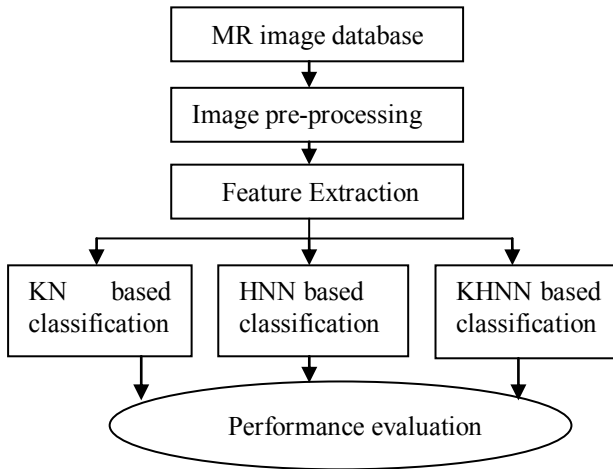 MR image database
Image pre-processing
Feature Extraction
KN based
classification
HNN based
classification
KHNN based
classification
Performance evaluation